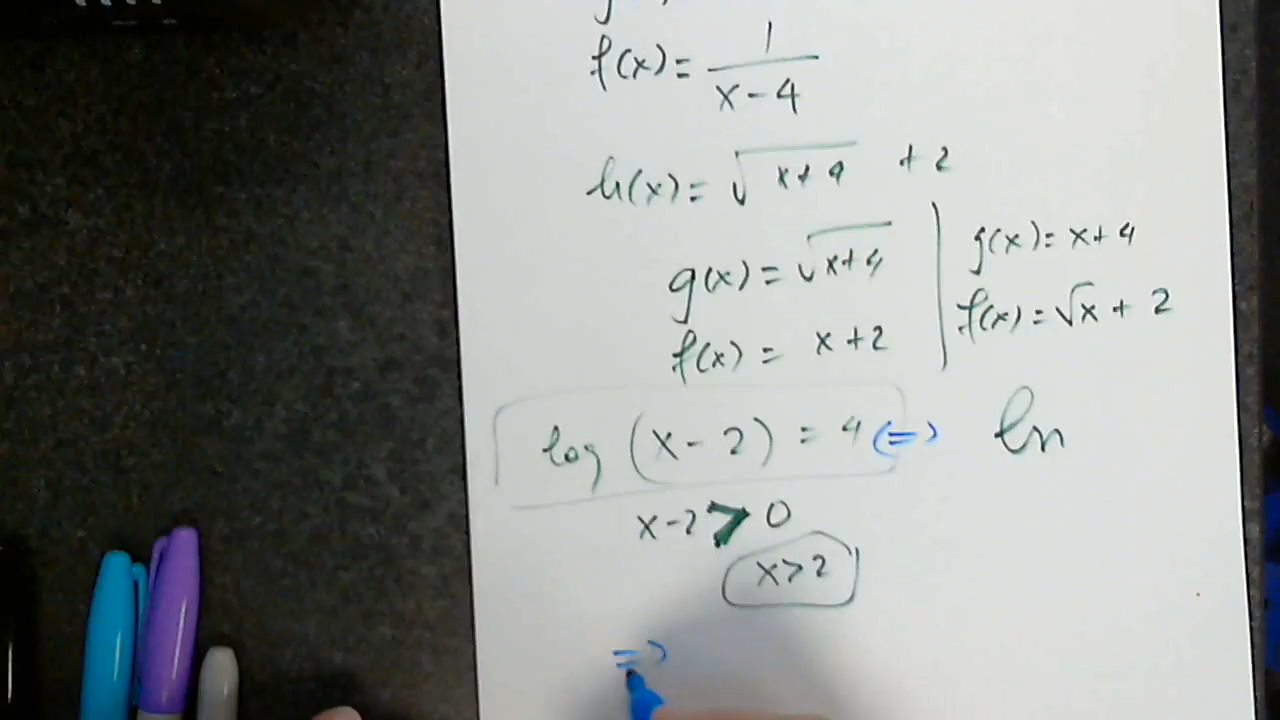 f(x) = 1/(x-4)
h(x) = √(x+4) + 2
g(x) = √(x+4) | g(x) = x+4
f(x) = x+2 | f(x) = √x + 2
log (x-2) = 4 <=> ln
x-2 > 0
x>2
=>